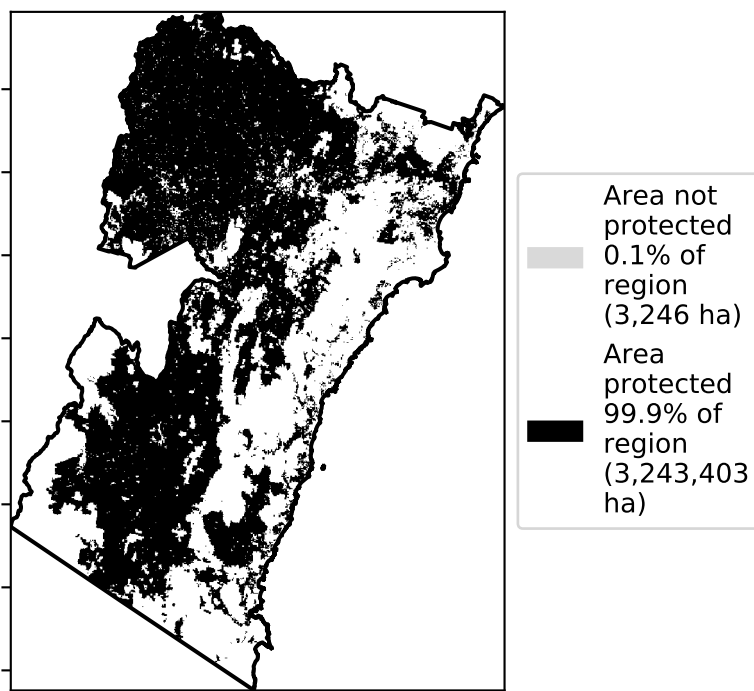 Area not
protected
0.1% of
region
(3,246 ha)
Area
protected
99.9% of
region
(3,243,403
ha)